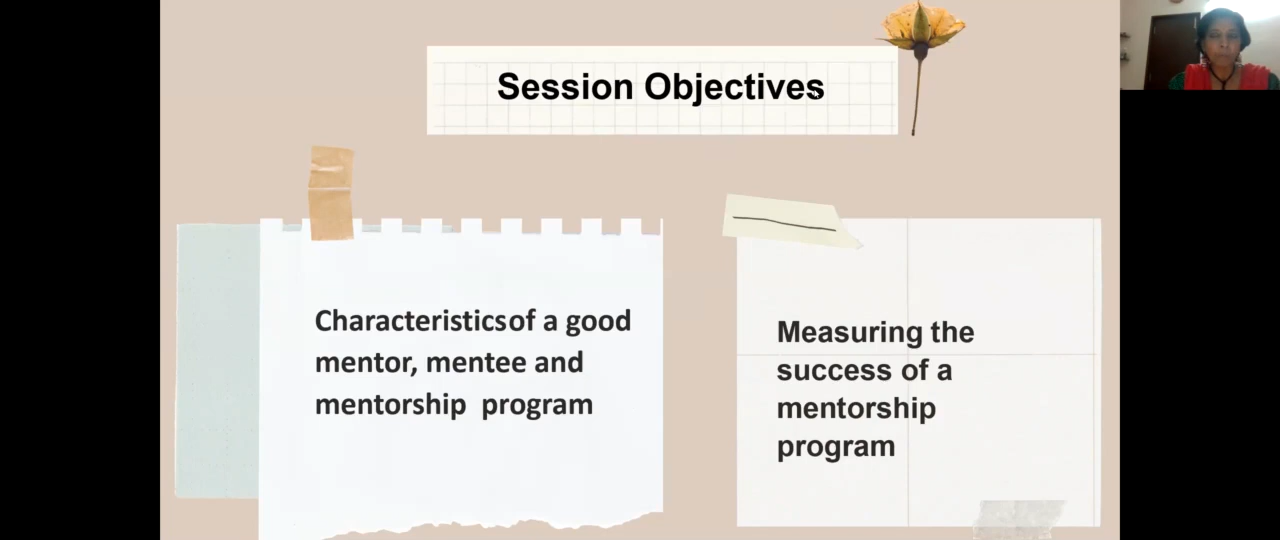 Session Objectives
Characteristicsof a good
mentor, mentee and
mentorship program
Measuring the
success of a
mentorship
program